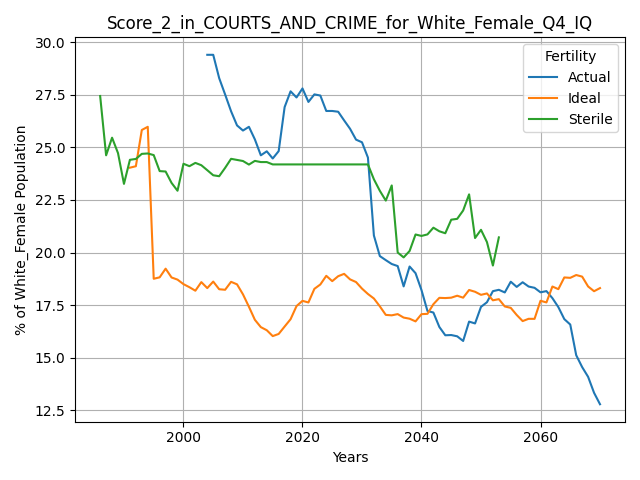 Score_2_in_COURTS_AND_CRIME_for_White_Female_Q4_IQ
30.0
27.5
25.0
22.5
20.0
17.5
15.0
12.5
% of White_Female Population
Fertility
Actual
Ideal
Sterile
2000
2020
2040
2060
Years